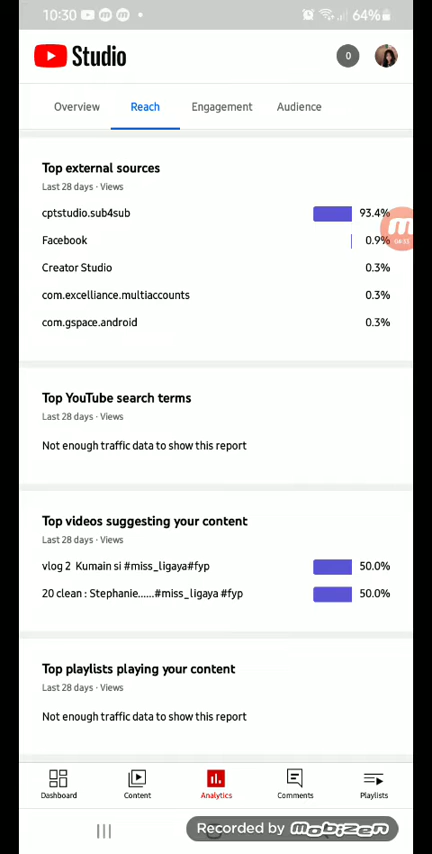 10:30
64%
Studio
0
Overview Reach Engagement Audience
Top external sources
Last 28 days · Views
cptstudio.sub4sub 93.4%
Facebook 0.9%
Creator Studio 0.3%
com.excelliance.multiaccounts 0.3%
com.gspace.android 0.3%
Top YouTube search terms
Last 28 days · Views
Not enough traffic data to show this report
Top videos suggesting your content
Last 28 days · Views
vlog 2 Kumain si #miss_ligaya#fyp 50.0%
20 clean : Stephanie......#miss_ligaya #fyp 50.0%
Top playlists playing your content
Last 28 days · Views
Not enough traffic data to show this report
Dashboard Content Analytics Comments Playlists
Recorded by mobizen